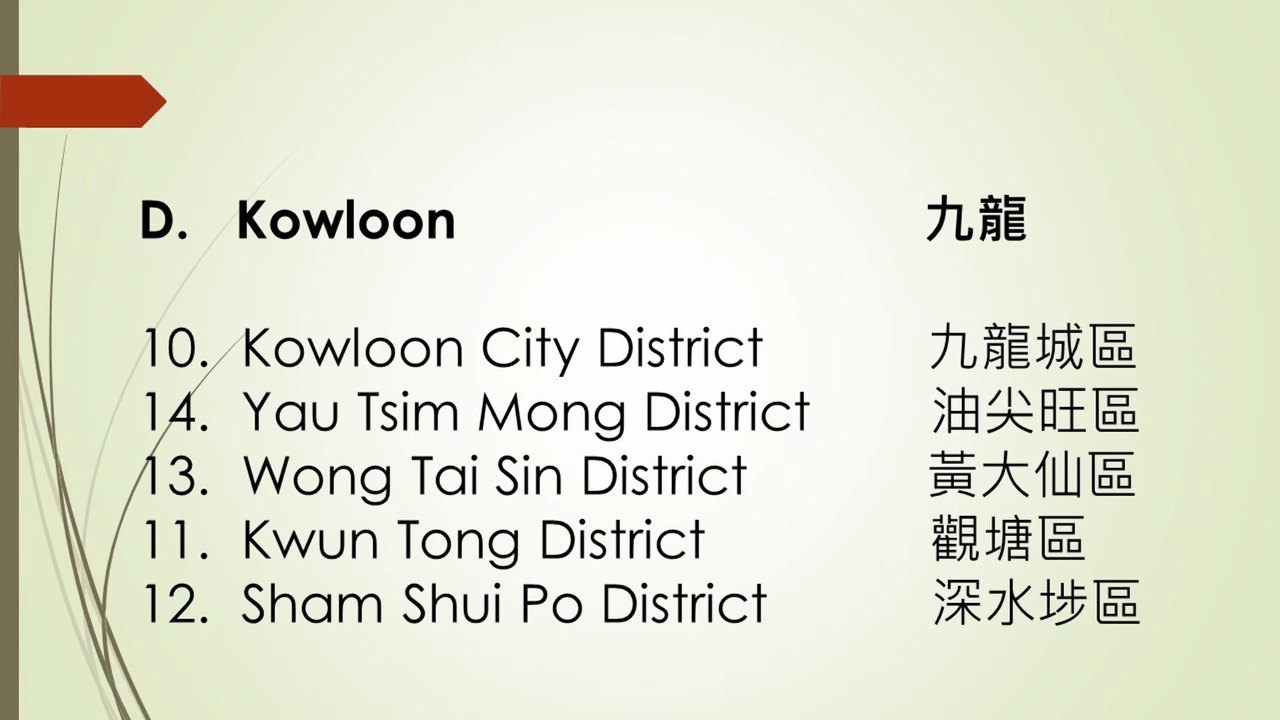 D. Kowloon 九龍
10. Kowloon City District 九龍城區
14. Yau Tsim Mong District 油尖旺區
13. Wong Tai Sin District 黃大仙區
11. Kwun Tong District 觀塘區
12. Sham Shui Po District 深水埗區